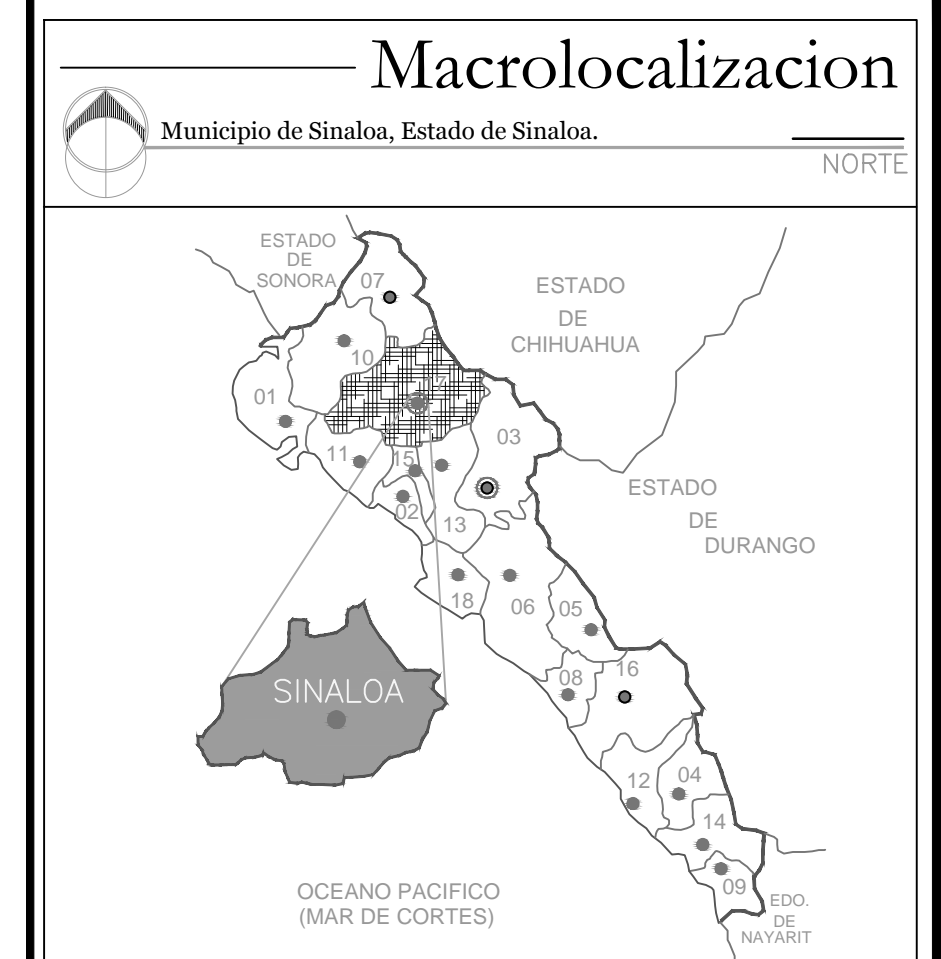 Macrolocalizacion
Municipio de Sinaloa, Estado de Sinaloa.
NORTE
ESTADO
DE
SONORA
07
ESTADO
DE
CHIHUAHUA
10
17
01
03
11
15
02
13
ESTADO
DE
DURANGO
18
06
05
16
08
SINALOA
12
04
14
09
OCEANO PACIFICO
(MAR DE CORTES)
EDO.
DE
NAYARIT